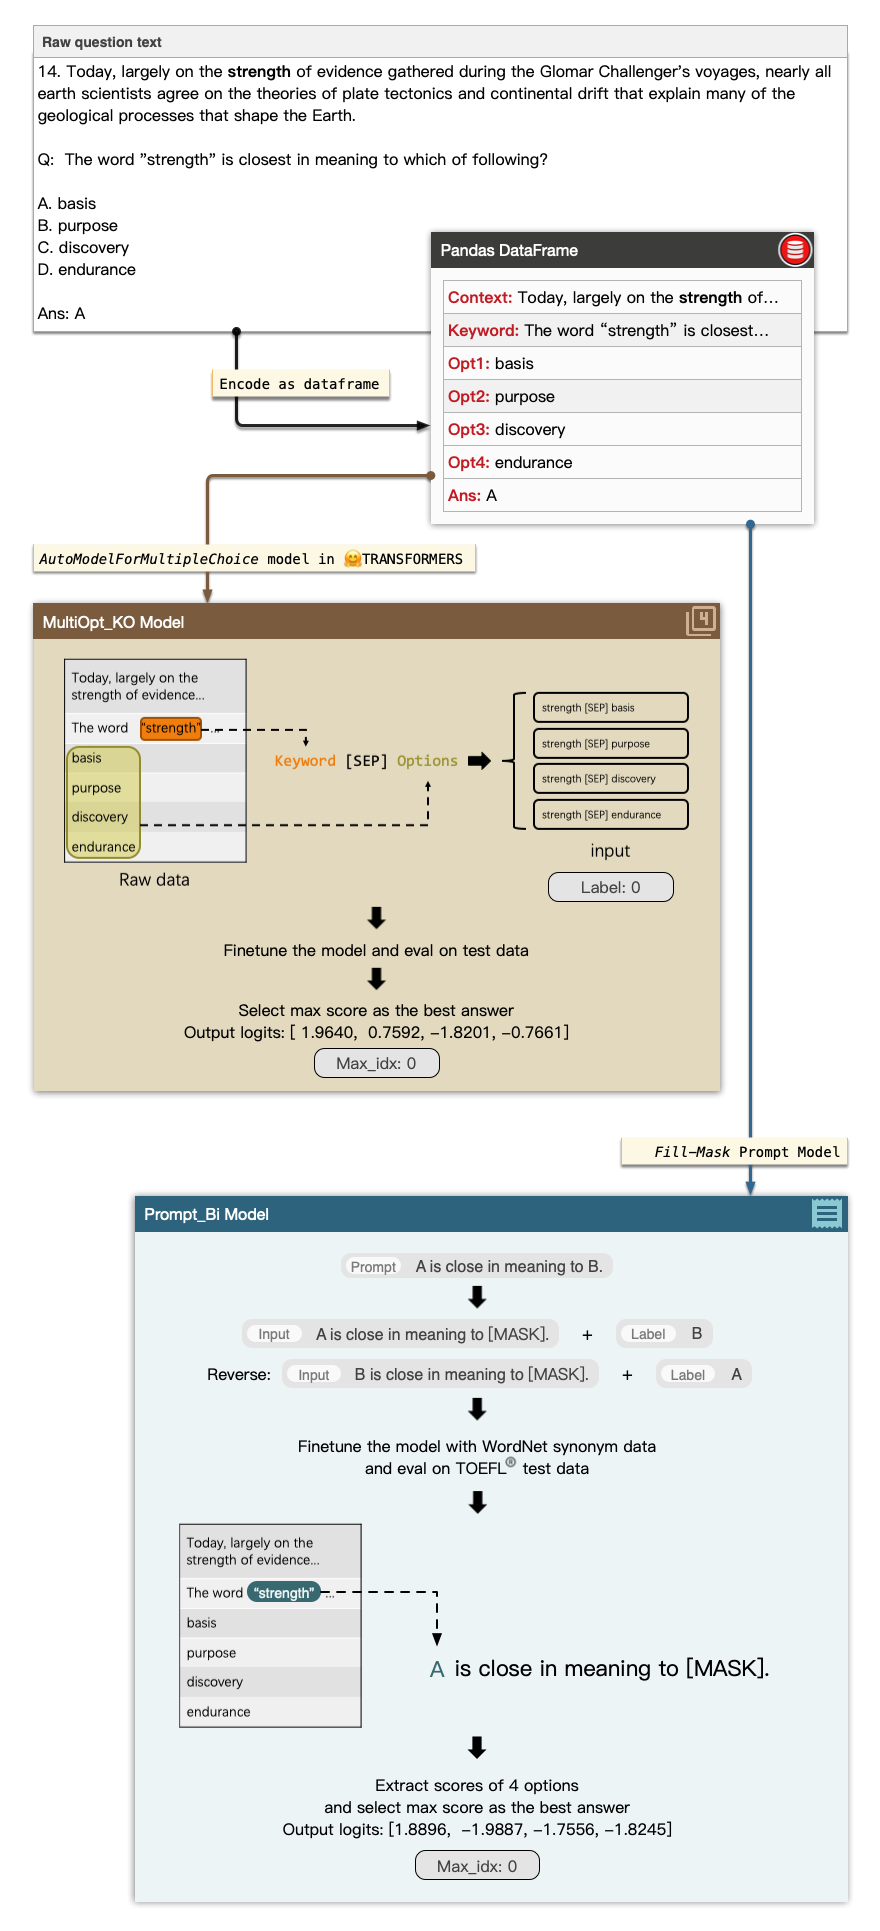 Raw question text
14. Today, largely on the strength of evidence gathered during the Glomar Challenger's voyages, nearly all
earth scientists agree on the theories of plate tectonics and continental drift that explain many of the
geological processes that shape the Earth.
Q: The word "strength" is closest in meaning to which of following?
A. basis
B. purpose
C. discovery
D. endurance
Ans: A
Pandas DataFrame
Context: Today, largely on the strength of...
Keyword: The word “strength” is closest...
Opt1: basis
Opt2: purpose
Opt3: discovery
Opt4: endurance
Ans: A
Encode as dataframe
AutoModelForMultipleChoice model in 🤗TRANSFORMERS
MultiOpt_KO Model
4
Today, largely on the
strength of evidence...
The word "strength" ...
basis
purpose
discovery
endurance
Raw data
Keyword [SEP] Options
strength [SEP] basis
strength [SEP] purpose
strength [SEP] discovery
strength [SEP] endurance
input
Label: 0
Finetune the model and eval on test data
Select max score as the best answer
Output logits: [ 1.9640, 0.7592, −1.8201, −0.7661]
Max_idx: 0
Fill−Mask Prompt Model
Prompt_Bi Model
Prompt A is close in meaning to B.
Input A is close in meaning to [MASK]. + Label B
Reverse: Input B is close in meaning to [MASK]. + Label A
Finetune the model with WordNet synonym data
and eval on TOEFL® test data
Today, largely on the
strength of evidence...
The word “strength” ...
basis
purpose
discovery
endurance
A is close in meaning to [MASK].
Extract scores of 4 options
and select max score as the best answer
Output logits: [1.8896, −1.9887, −1.7556, −1.8245]
Max_idx: 0